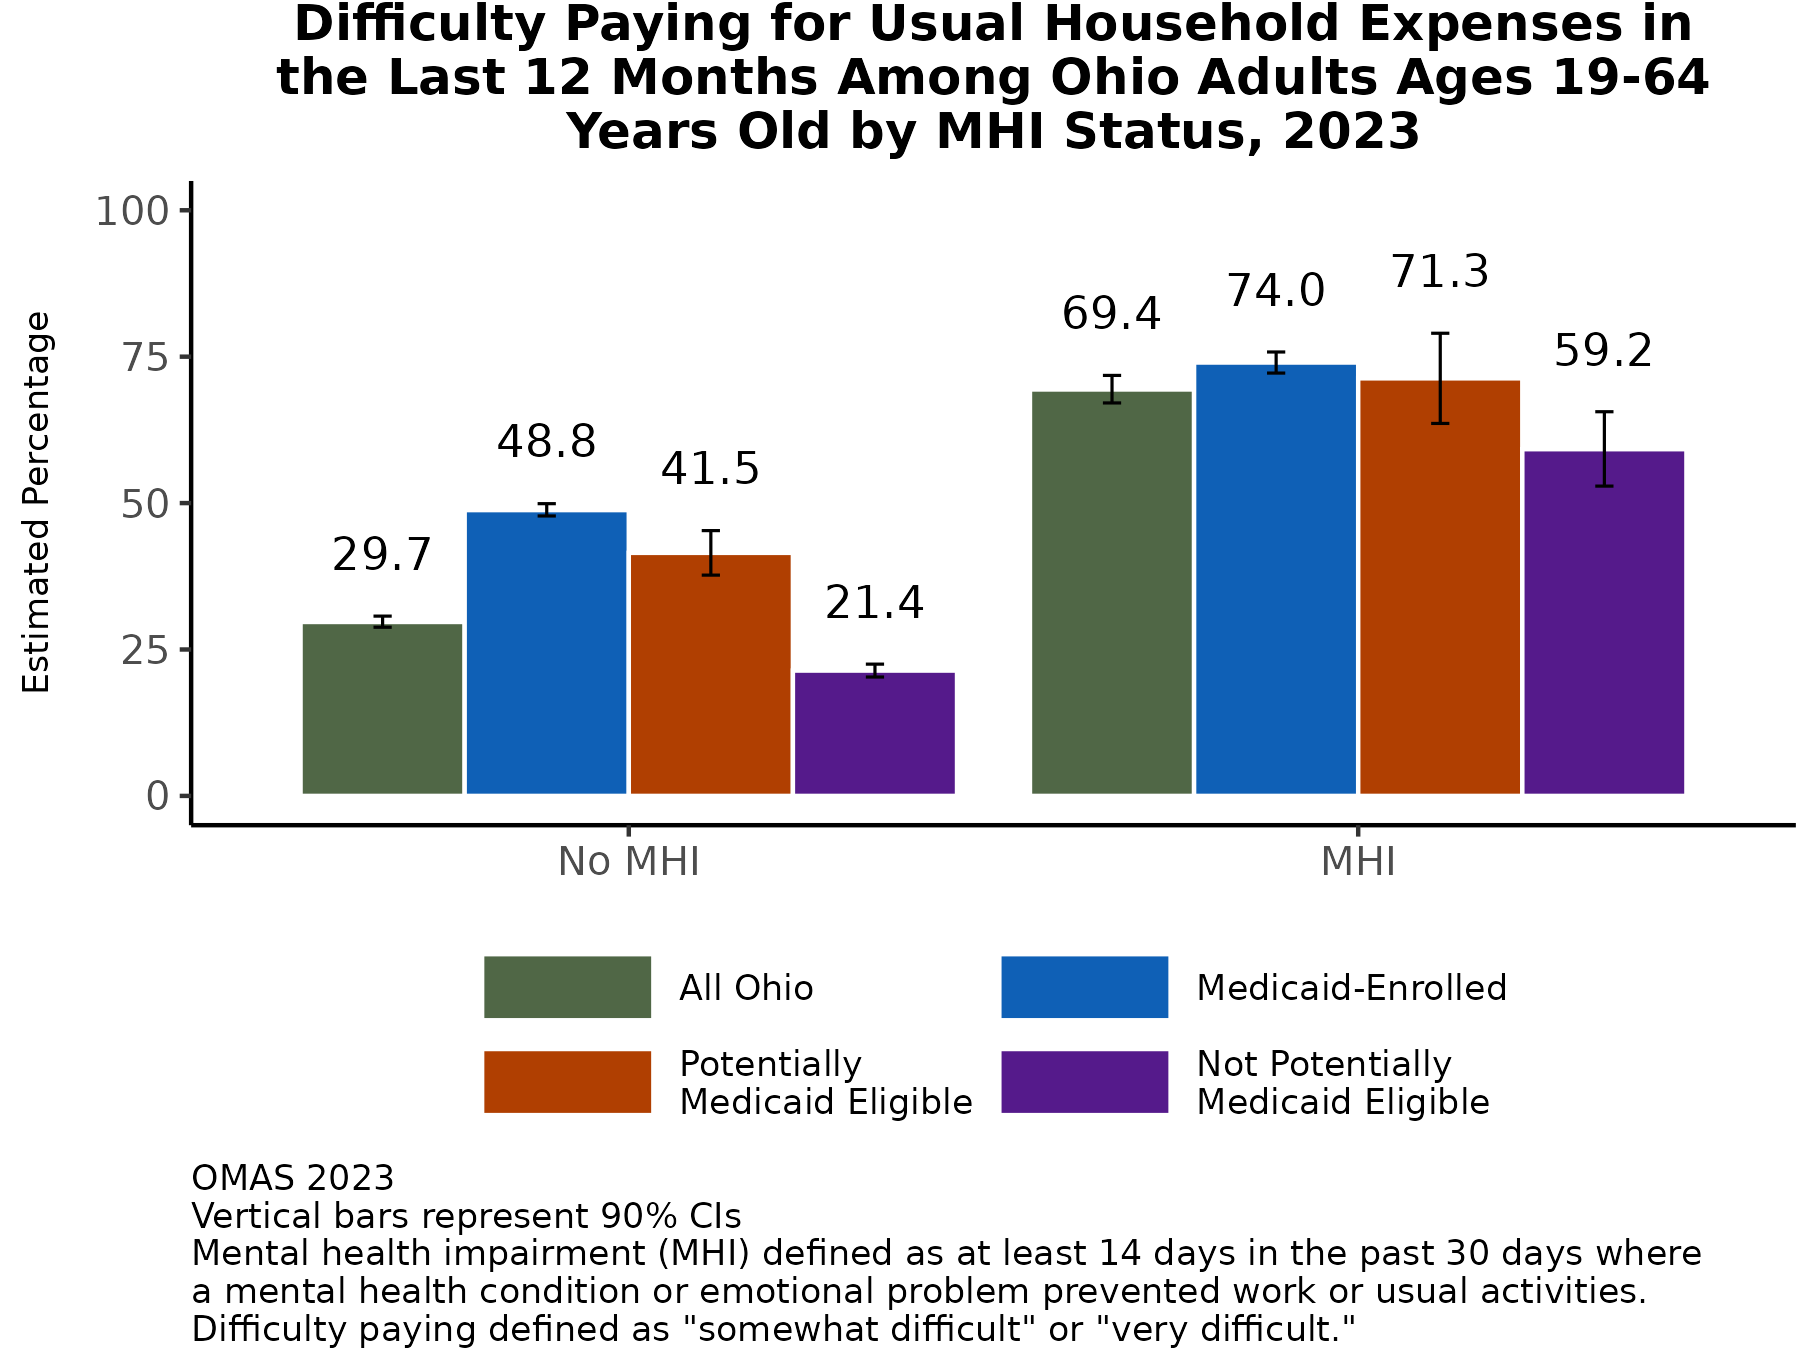 Difficulty Paying for Usual Household Expenses in
the Last 12 Months Among Ohio Adults Ages 19-64
Years Old by MHI Status, 2023
Estimated Percentage
100
75
50
25
0
29.7
48.8
41.5
21.4
69.4
74.0
71.3
59.2
No MHI
MHI
All Ohio
Medicaid-Enrolled
Potentially
Medicaid Eligible
Not Potentially
Medicaid Eligible
OMAS 2023
Vertical bars represent 90% CIs
Mental health impairment (MHI) defined as at least 14 days in the past 30 days where
a mental health condition or emotional problem prevented work or usual activities.
Difficulty paying defined as "somewhat difficult" or "very difficult."